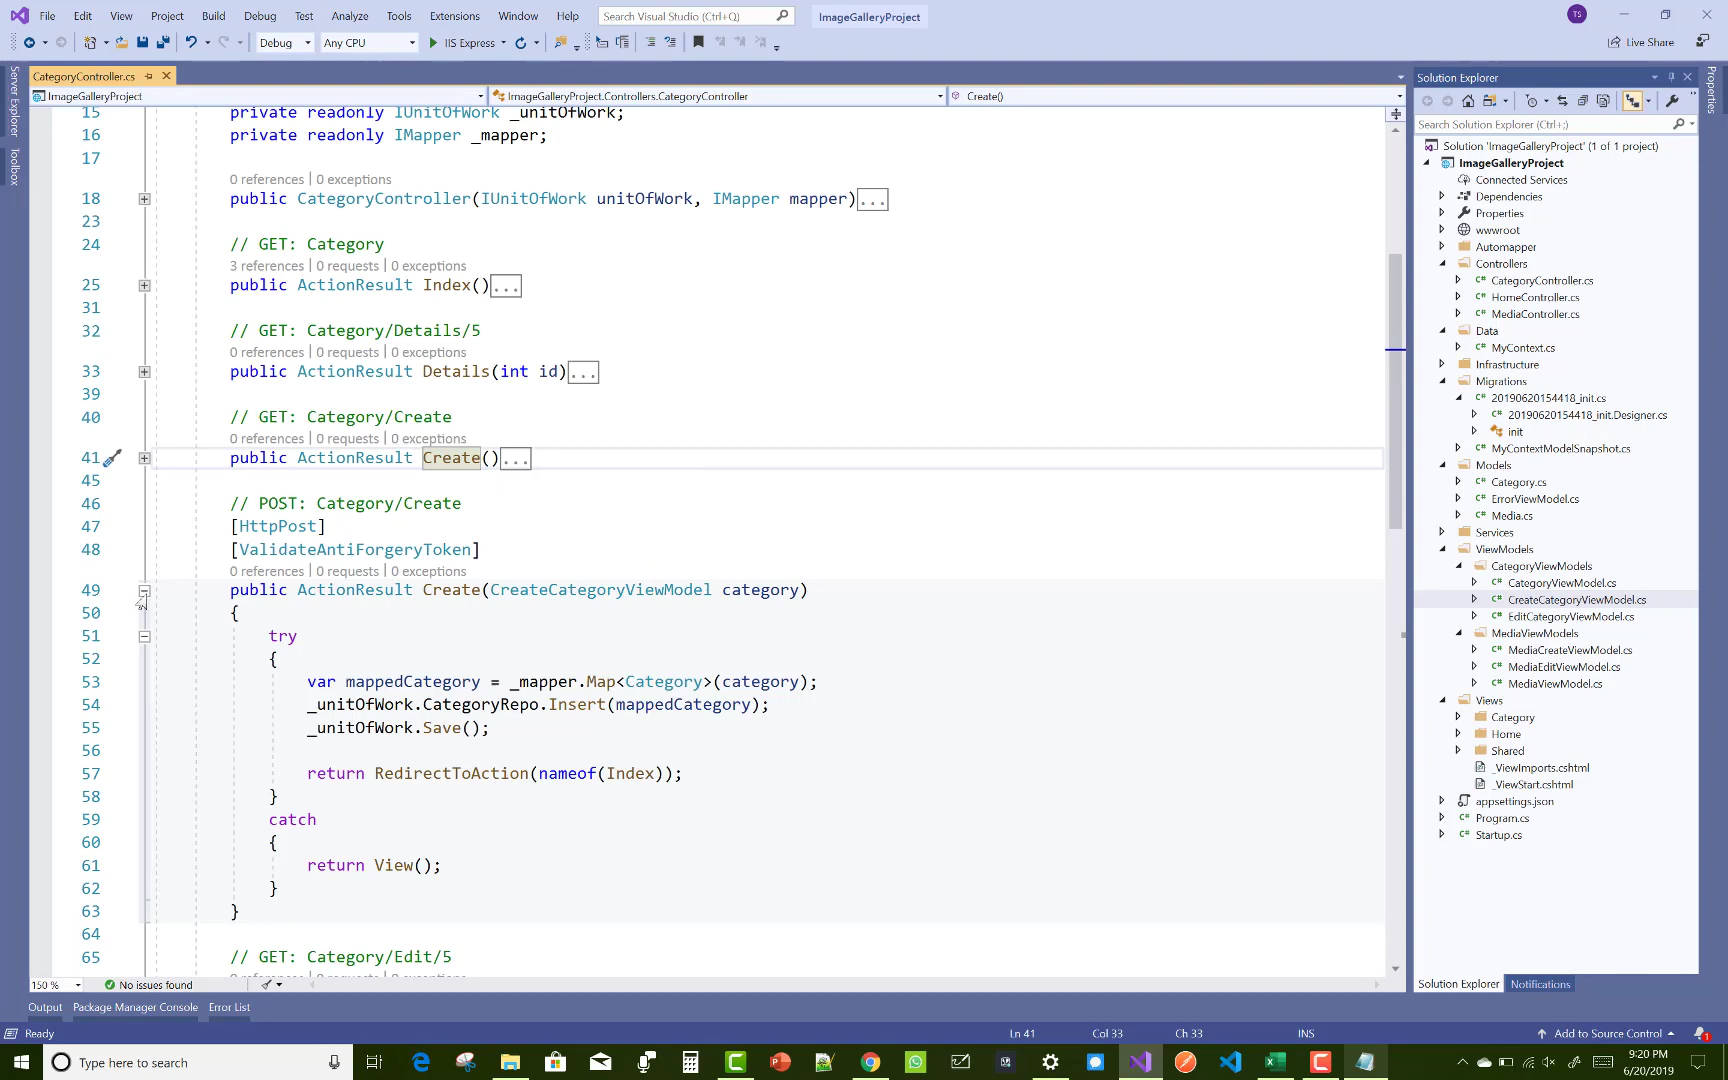 File Edit View Project Build Debug Test Analyze Tools Extensions Window Help Search Visual Studio (Ctrl+Q) ImageGalleryProject TS
Debug Any CPU IIS Express Live Share
CategoryController.cs
ImageGalleryProject ImageGalleryProject.Controllers.CategoryController Create()
Server Explorer
Toolbox
15 private readonly IUnitOfWork _unitOfWork;
16 private readonly IMapper _mapper;
17
0 references | 0 exceptions
18 public CategoryController(IUnitOfWork unitOfWork, IMapper mapper)...
23
24 // GET: Category
3 references | 0 requests | 0 exceptions
25 public ActionResult Index()...
31
32 // GET: Category/Details/5
0 references | 0 requests | 0 exceptions
33 public ActionResult Details(int id)...
39
40 // GET: Category/Create
0 references | 0 requests | 0 exceptions
41 public ActionResult Create()...
45
46 // POST: Category/Create
47 [HttpPost]
48 [ValidateAntiForgeryToken]
0 references | 0 requests | 0 exceptions
49 public ActionResult Create(CreateCategoryViewModel category)
50 {
51 try
52 {
53 var mappedCategory = _mapper.Map<Category>(category);
54 _unitOfWork.CategoryRepo.Insert(mappedCategory);
55 _unitOfWork.Save();
56
57 return RedirectToAction(nameof(Index));
58 }
59 catch
60 {
61 return View();
62 }
63 }
64
65 // GET: Category/Edit/5
0 references | 0 requests | 0 exceptions
150 % No issues found
Output Package Manager Console Error List
Solution Explorer
Search Solution Explorer (Ctrl+;)
Solution 'ImageGalleryProject' (1 of 1 project)
ImageGalleryProject
Connected Services
Dependencies
Properties
wwwroot
Automapper
Controllers
C# CategoryController.cs
C# HomeController.cs
C# MediaController.cs
Data
C# MyContext.cs
Infrastructure
Migrations
C# 20190620154418_init.cs
C# 20190620154418_init.Designer.cs
init
C# MyContextModelSnapshot.cs
Models
C# Category.cs
C# ErrorViewModel.cs
C# Media.cs
Services
ViewModels
CategoryViewModels
C# CategoryViewModel.cs
C# CreateCategoryViewModel.cs
C# EditCategoryViewModel.cs
MediaViewModels
C# MediaCreateViewModel.cs
C# MediaEditViewModel.cs
C# MediaViewModel.cs
Views
Category
Home
Shared
_ViewImports.cshtml
_ViewStart.cshtml
appsettings.json
C# Program.cs
C# Startup.cs
Solution Explorer Notifications
Properties
Ready Ln 41 Col 33 Ch 33 INS Add to Source Control 1
Type here to search
9:20 PM
6/20/2019